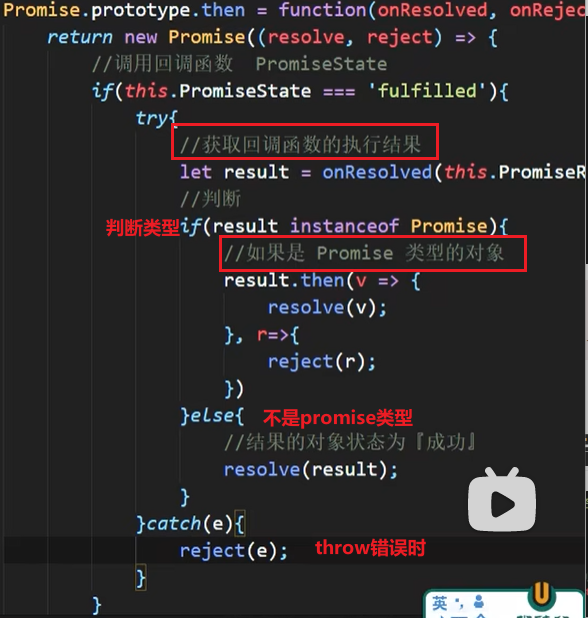 Promise.prototype.then = function(onResolved, onRejec
return new Promise((resolve, reject) => {
//调用回调函数  PromiseState
if(this.PromiseState === 'fulfilled'){
try{
//获取回调函数的执行结果
let result = onResolved(this.PromiseR
//判断
判断类型if(result instanceof Promise){
//如果是 Promise 类型的对象
result.then(v => {
resolve(v);
}, r=>{
reject(r);
})
}else{ 不是promise类型
//结果的对象状态为『成功』
resolve(result);
}
}catch(e){
reject(e); throw错误时
}
}
英